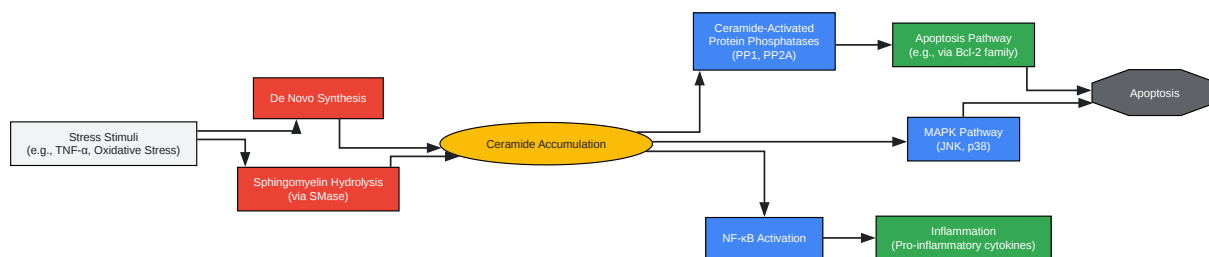 Ceramide-Activated
Protein Phosphatases
(PP1, PP2A)
Apoptosis Pathway
(e.g., via Bcl-2 family)
De Novo Synthesis
Apoptosis
Stress Stimuli
(e.g., TNF-α, Oxidative Stress)
Ceramide Accumulation
MAPK Pathway
(JNK, p38)
Sphingomyelin Hydrolysis
(via SMase)
NF-κB Activation
Inflammation
(Pro-inflammatory cytokines)